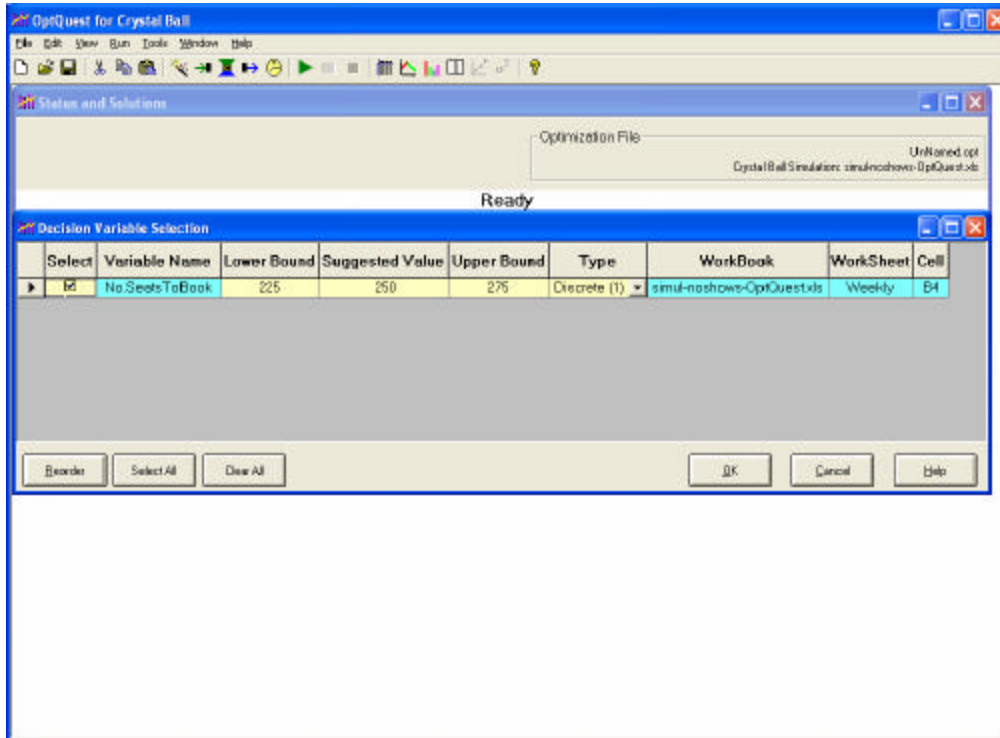 OptQuest for Crystal Ball
File Edit View Run Tools Window Help
Status and Solutions
Optimization File
UnNamed.opt
Crystal Ball Simulation: simul-noshows-OptQuest.xls
Ready
Decision Variable Selection
Select Variable Name Lower Bound Suggested Value Upper Bound Type WorkBook WorkSheet Cell
No.SeatsToBook 225 250 275 Discrete (1) simul-noshows-OptQuest.xls Weekly B4
Reorder Select All Clear All OK Cancel Help